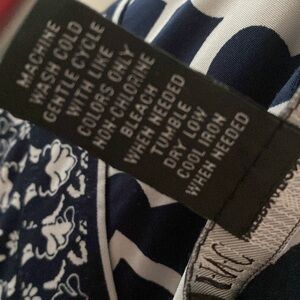 MACHINE
WASH COLD
GENTLE CYCLE
WITH LIKE
COLORS ONLY
NON CHLORINE
BLEACH
WHEN NEEDED
TUMBLE
DRY LOW
COOL IRON
WHEN NEEDED